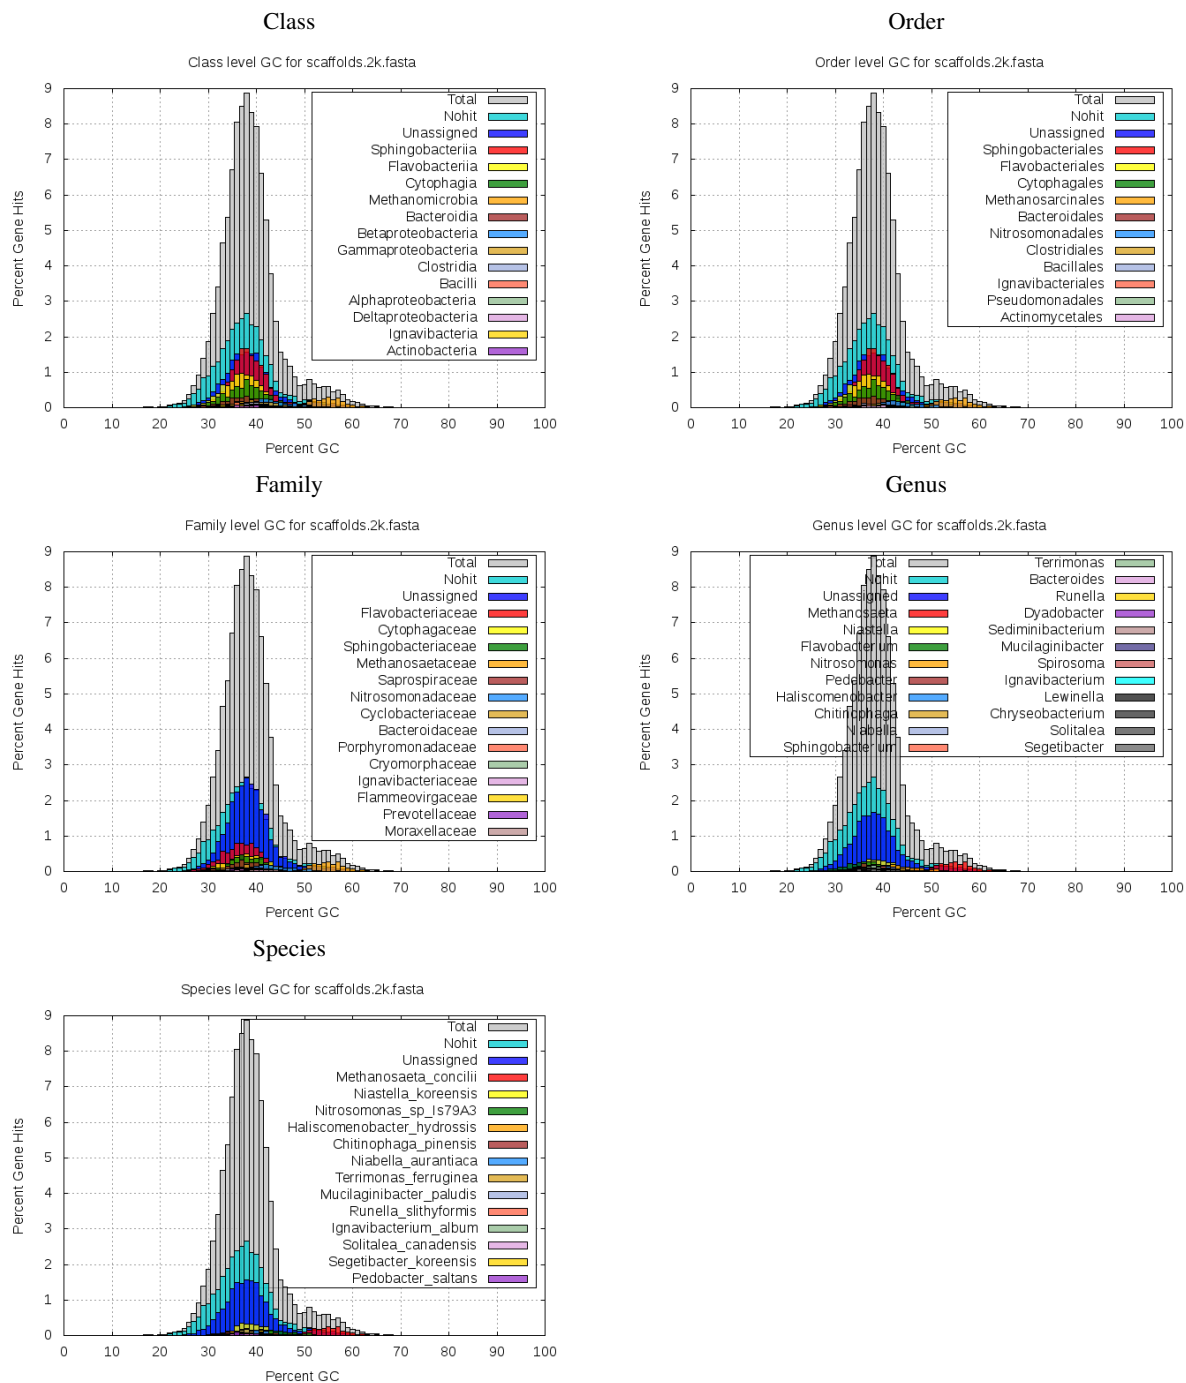 Class
Order
Class level GC for scaffolds.2k.fasta
Percent Gene Hits
9
8
7
6
5
4
3
2
1
0
Total
Nohit
Unassigned
Sphingobacteriia
Flavobacteriia
Cytophagia
Methanomicrobia
Bacteroidia
Betaproteobacteria
Gammaproteobacteria
Clostridia
Bacilli
Alphaproteobacteria
Deltaproteobacteria
Ignavibacteria
Actinobacteria
0 10 20 30 40 50 60 70 80 90 100
Percent GC
Order level GC for scaffolds.2k.fasta
Percent Gene Hits
9
8
7
6
5
4
3
2
1
0
Total
Nohit
Unassigned
Sphingobacteriales
Flavobacteriales
Cytophagales
Methanosarcinales
Bacteroidales
Nitrosomonadales
Clostridiales
Bacillales
Ignavibacteriales
Pseudomonadales
Actinomycetales
0 10 20 30 40 50 60 70 80 90 100
Percent GC
Family
Genus
Family level GC for scaffolds.2k.fasta
Percent Gene Hits
9
8
7
6
5
4
3
2
1
0
Total
Nohit
Unassigned
Flavobacteriaceae
Cytophagaceae
Sphingobacteriaceae
Methanosaetaceae
Saprospiraceae
Nitrosomonadaceae
Cyclobacteriaceae
Bacteroidaceae
Porphyromonadaceae
Cryomorphaceae
Ignavibacteriaceae
Flammeovirgaceae
Prevotellaceae
Moraxellaceae
0 10 20 30 40 50 60 70 80 90 100
Percent GC
Genus level GC for scaffolds.2k.fasta
Percent Gene Hits
9
8
7
6
5
4
3
2
1
0
Total
Nohit
Unassigned
Methanosaeta
Niastella
Flavobacterium
Nitrosomonas
Pedobacter
Haliscomenobacter
Chitinophaga
Niabella
Sphingobacterium
Terrimonas
Bacteroides
Runella
Dyadobacter
Sediminibacterium
Mucilaginibacter
Spirosoma
Ignavibacterium
Lewinella
Chryseobacterium
Solitalea
Segetibacter
0 10 20 30 40 50 60 70 80 90 100
Percent GC
Species
Species level GC for scaffolds.2k.fasta
Percent Gene Hits
9
8
7
6
5
4
3
2
1
0
Total
Nohit
Unassigned
Methanosaeta_concilii
Niastella_koreensis
Nitrosomonas_sp_Is79A3
Haliscomenobacter_hydrossis
Chitinophaga_pinensis
Niabella_aurantiaca
Terrimonas_ferruginea
Mucilaginibacter_paludis
Runella_slithyformis
Ignavibacterium_album
Solitalea_canadensis
Segetibacter_koreensis
Pedobacter_saltans
0 10 20 30 40 50 60 70 80 90 100
Percent GC